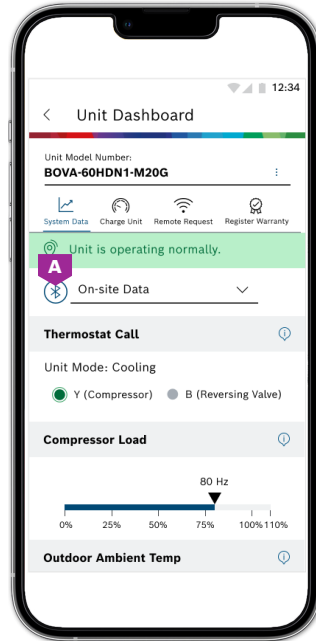 12:34
Unit Dashboard
Unit Model Number:
BOVA-60HDN1-M20G
System Data Charge Unit Remote Request Register Warranty
Unit is operating normally.
A
On-site Data
Thermostat Call
Unit Mode: Cooling
Y (Compressor) B (Reversing Valve)
Compressor Load
80 Hz
0% 25% 50% 75% 100% 110%
Outdoor Ambient Temp